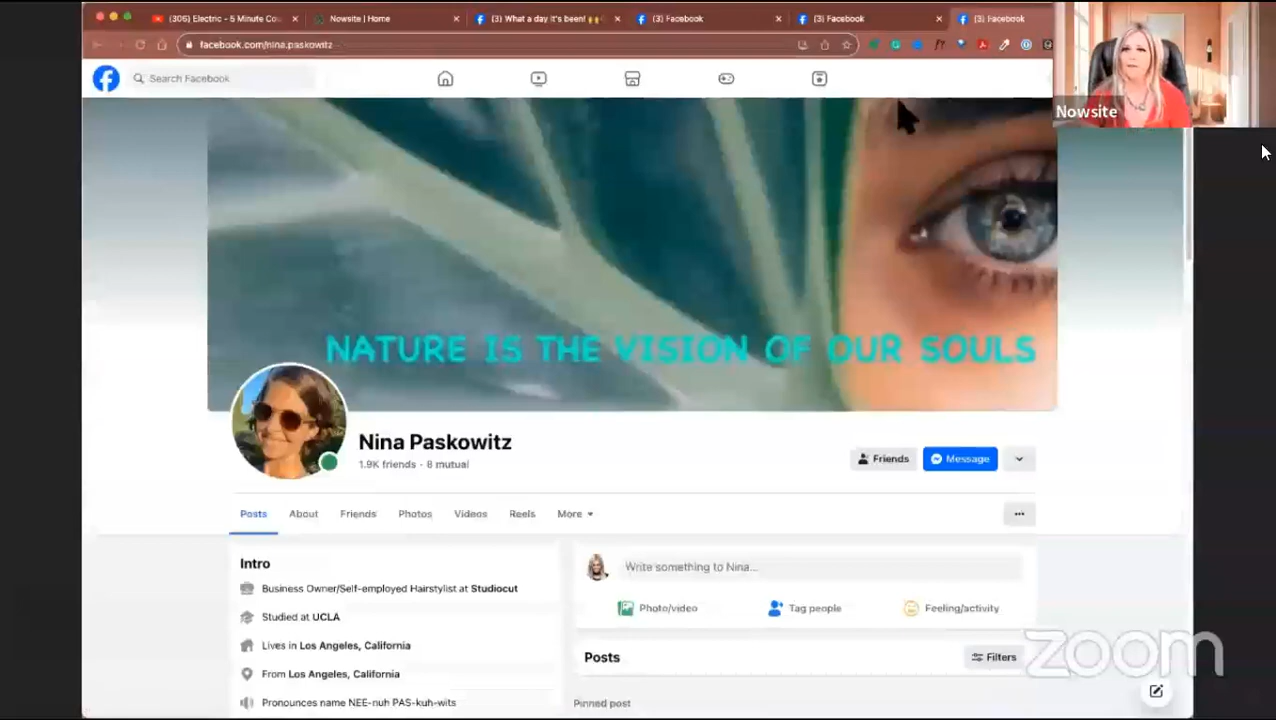 (306) Electric - 5 Minute Cou
Nowsite | Home
(3) What a day it's been! 🙌
(3) Facebook
(3) Facebook
(3) Facebook
facebook.com/nina.paskowitz
Search Facebook
Nowsite
NATURE IS THE VISION OF OUR SOULS
Nina Paskowitz
1.9K friends · 8 mutual
Friends
Message
Posts
About
Friends
Photos
Videos
Reels
More
Intro
Business Owner/Self-employed Hairstylist at Studiocut
Studied at UCLA
Lives in Los Angeles, California
From Los Angeles, California
Pronounces name NEE-nuh PAS-kuh-wits
Write something to Nina...
Photo/video
Tag people
Feeling/activity
Posts
Filters
Pinned post
zoom